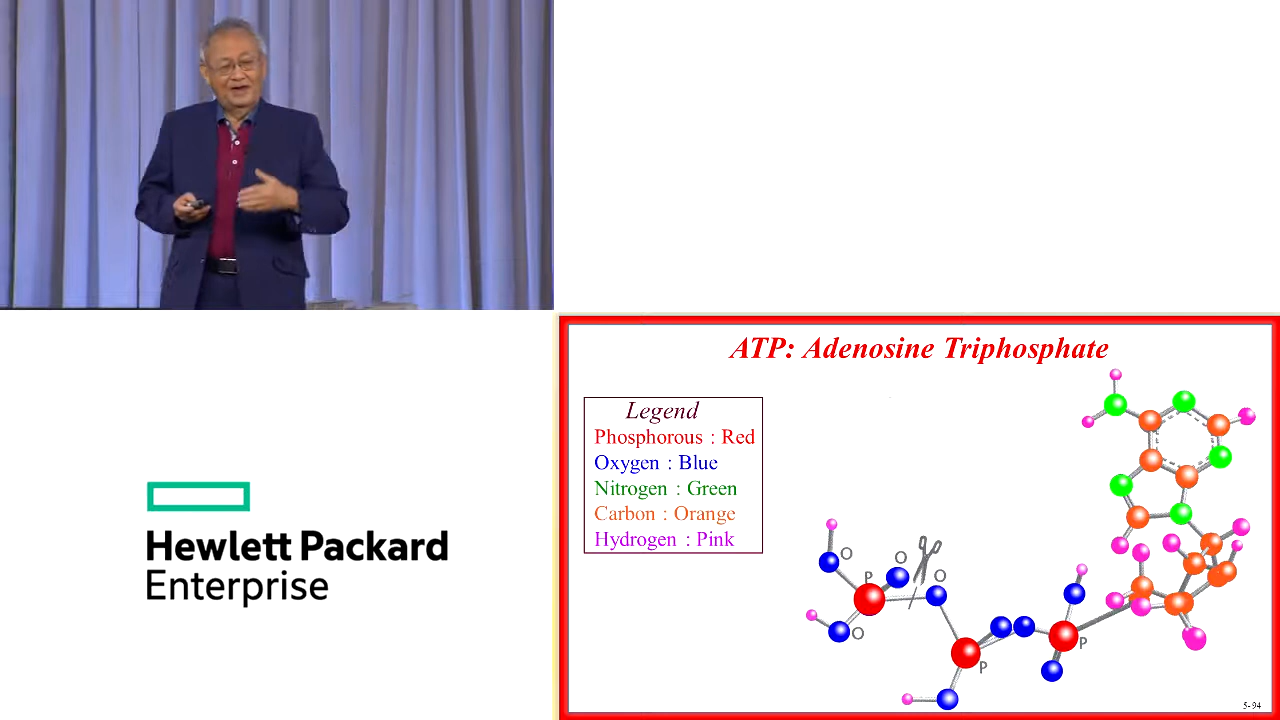 ATP: Adenosine Triphosphate
Legend
Phosphorous : Red
Oxygen : Blue
Nitrogen : Green
Carbon : Orange
Hydrogen : Pink
O
O
P
O
O
P
P
5-94
Hewlett Packard
Enterprise